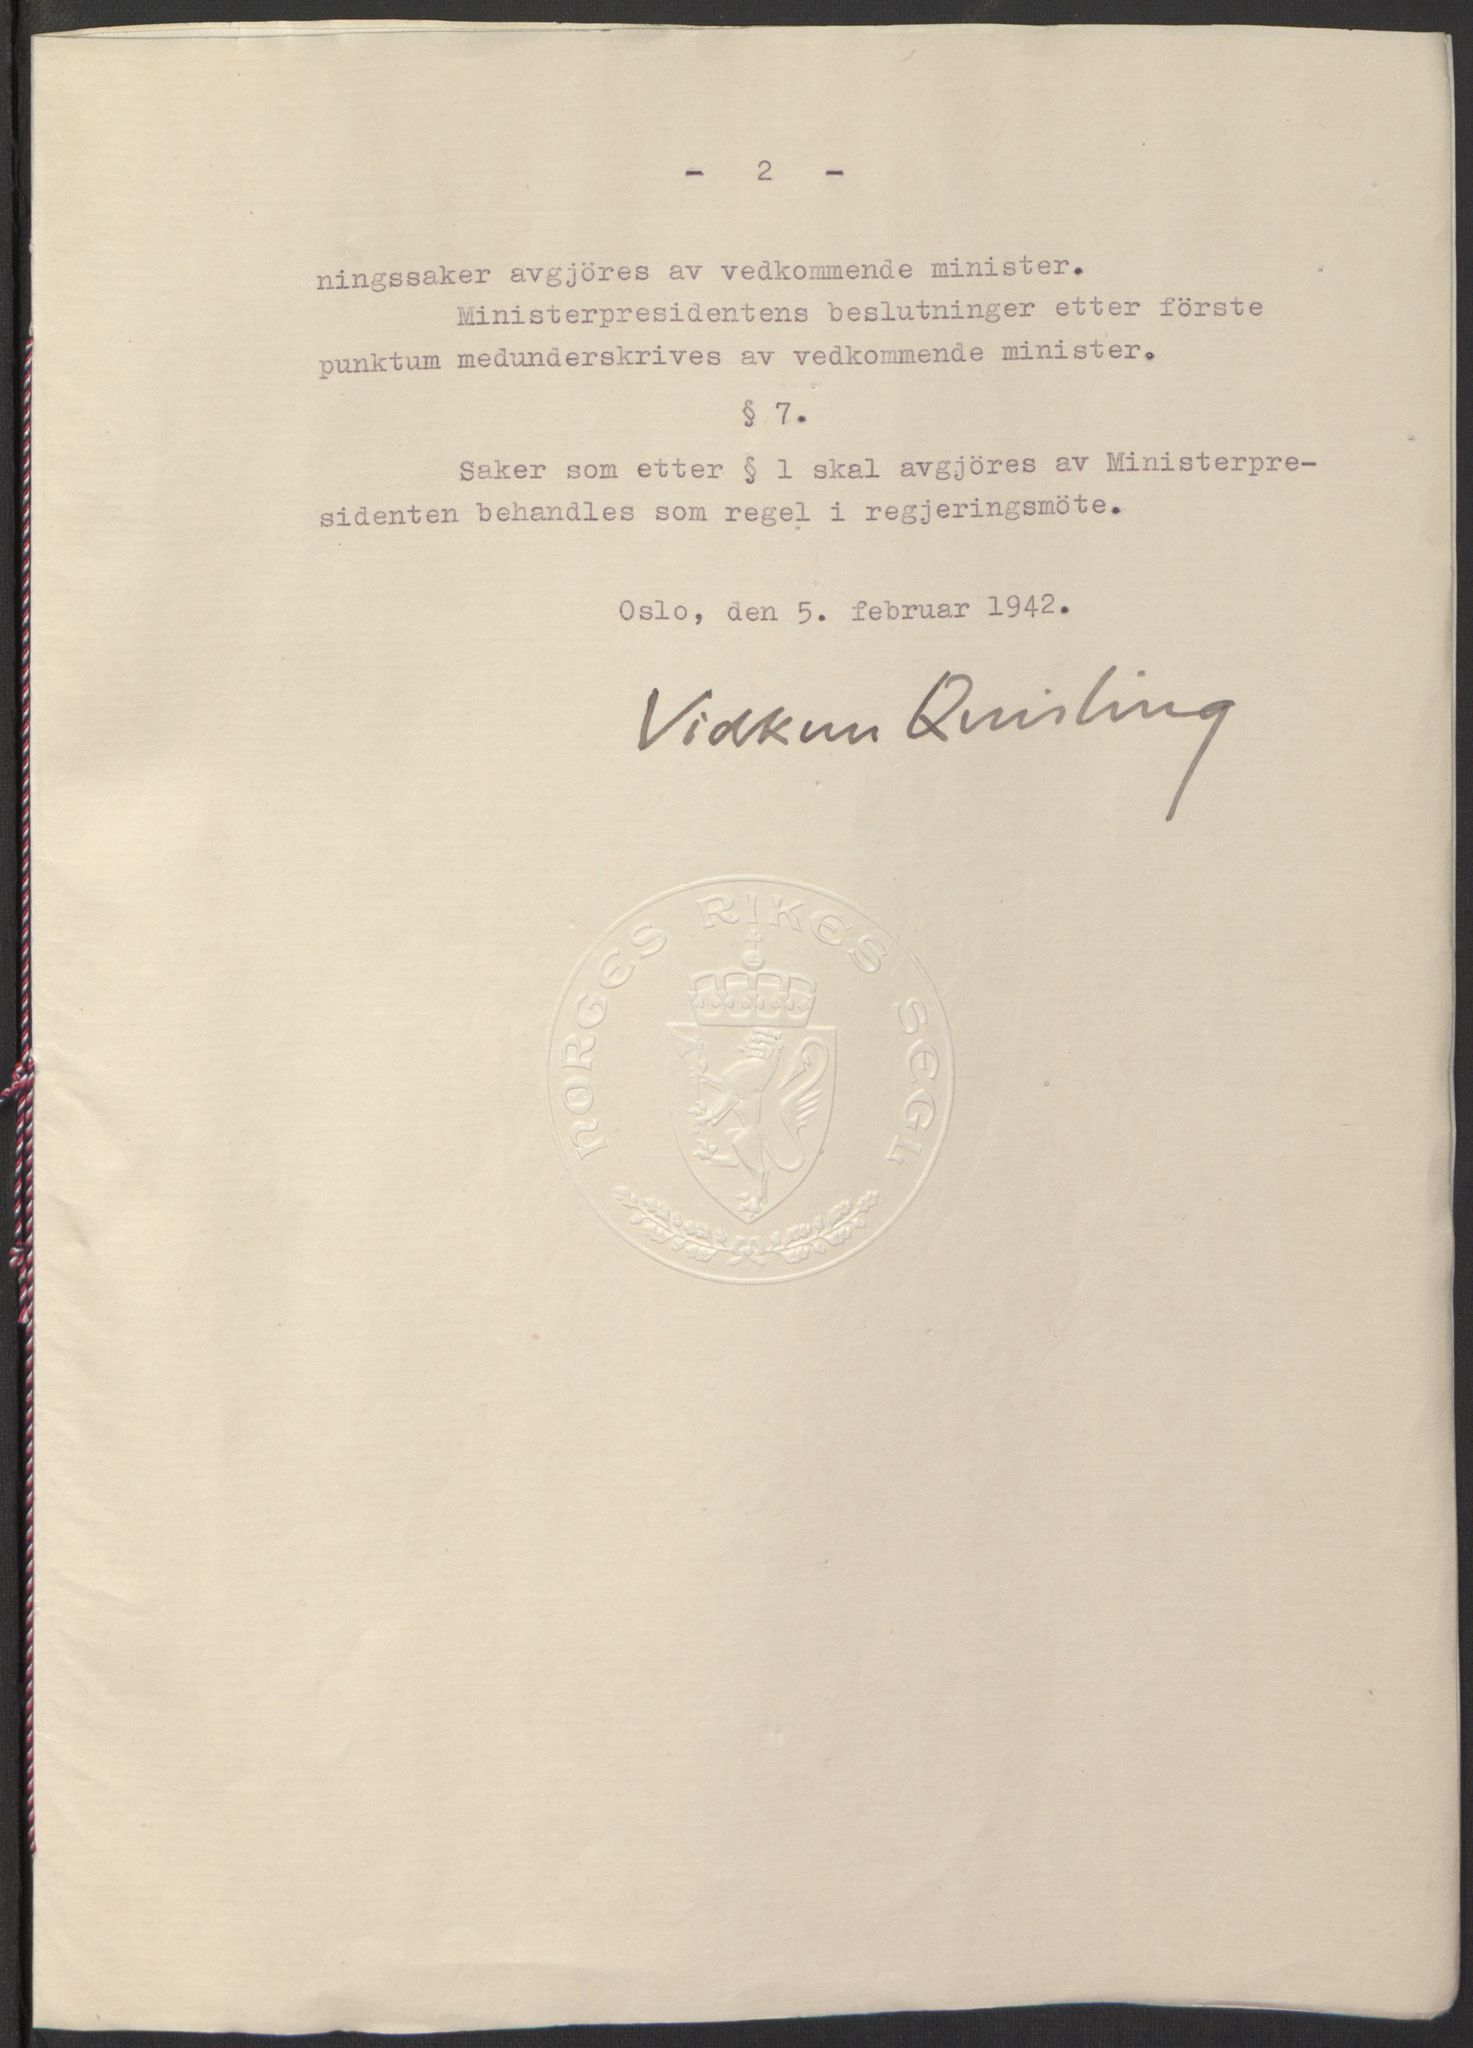 - 2 -
ningssaker avgjöres av vedkommende minister.
Ministerpresidentens beslutninger etter förste
punktum medunderskrives av vedkommende minister.
§ 7.
Saker som etter § 1 skal avgjöres av Ministerpre-
sidenten behandles som regel i regjeringsmöte.
Oslo, den 5. februar 1942.
Vidkun Quisling
NORGES RIKES SEGL